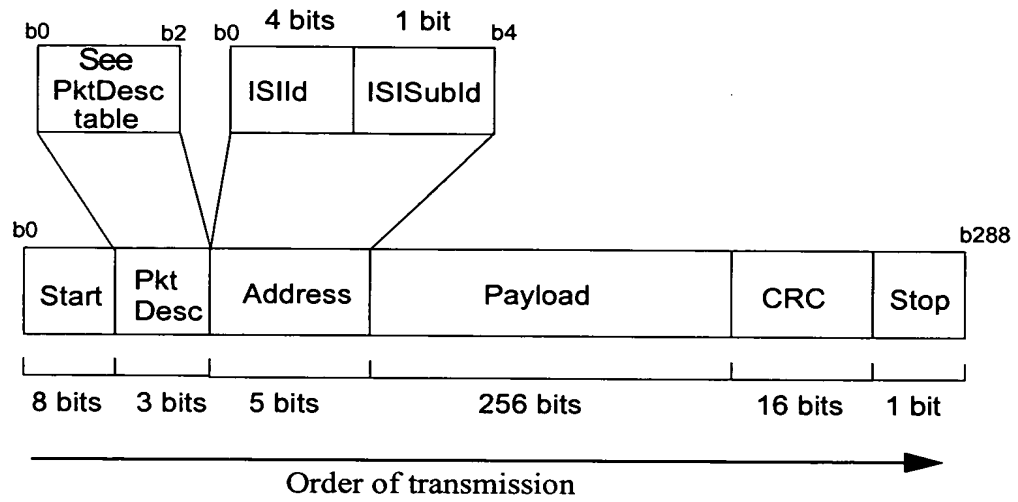 4 bits 1 bit
b0 b2 b0 b4
See
PktDesc
table
ISIId ISISubId
b0 b288
Start Pkt
Desc Address Payload CRC Stop
8 bits 3 bits 5 bits 256 bits 16 bits 1 bit
Order of transmission